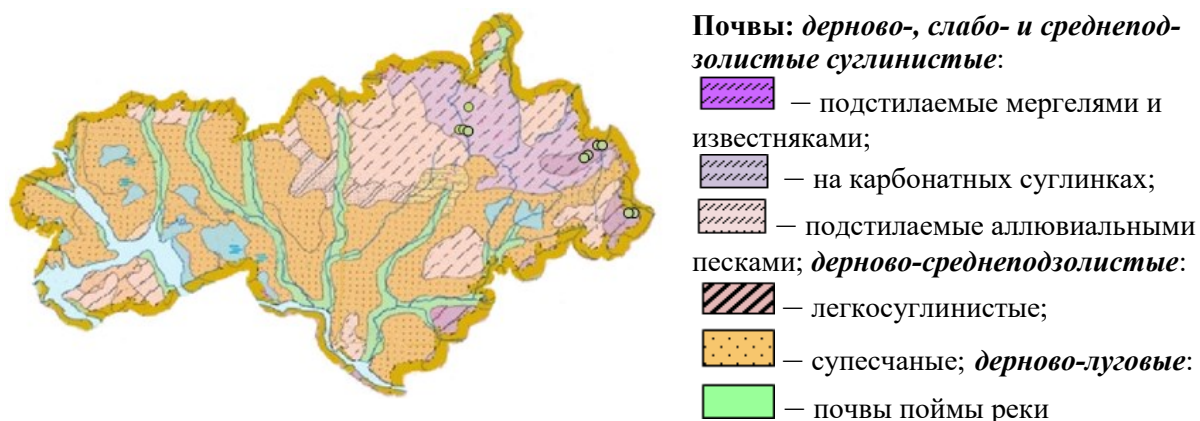 Почвы: дерново-, слабо- и среднепод-
золистые суглинистые:
– подстилаемые мергелями и
известняками;
– на карбонатных суглинках;
– подстилаемые аллювиальными
песками; дерново-среднеподзолистые:
– легкосуглинистые;
– супесчаные; дерново-луговые:
– почвы поймы реки